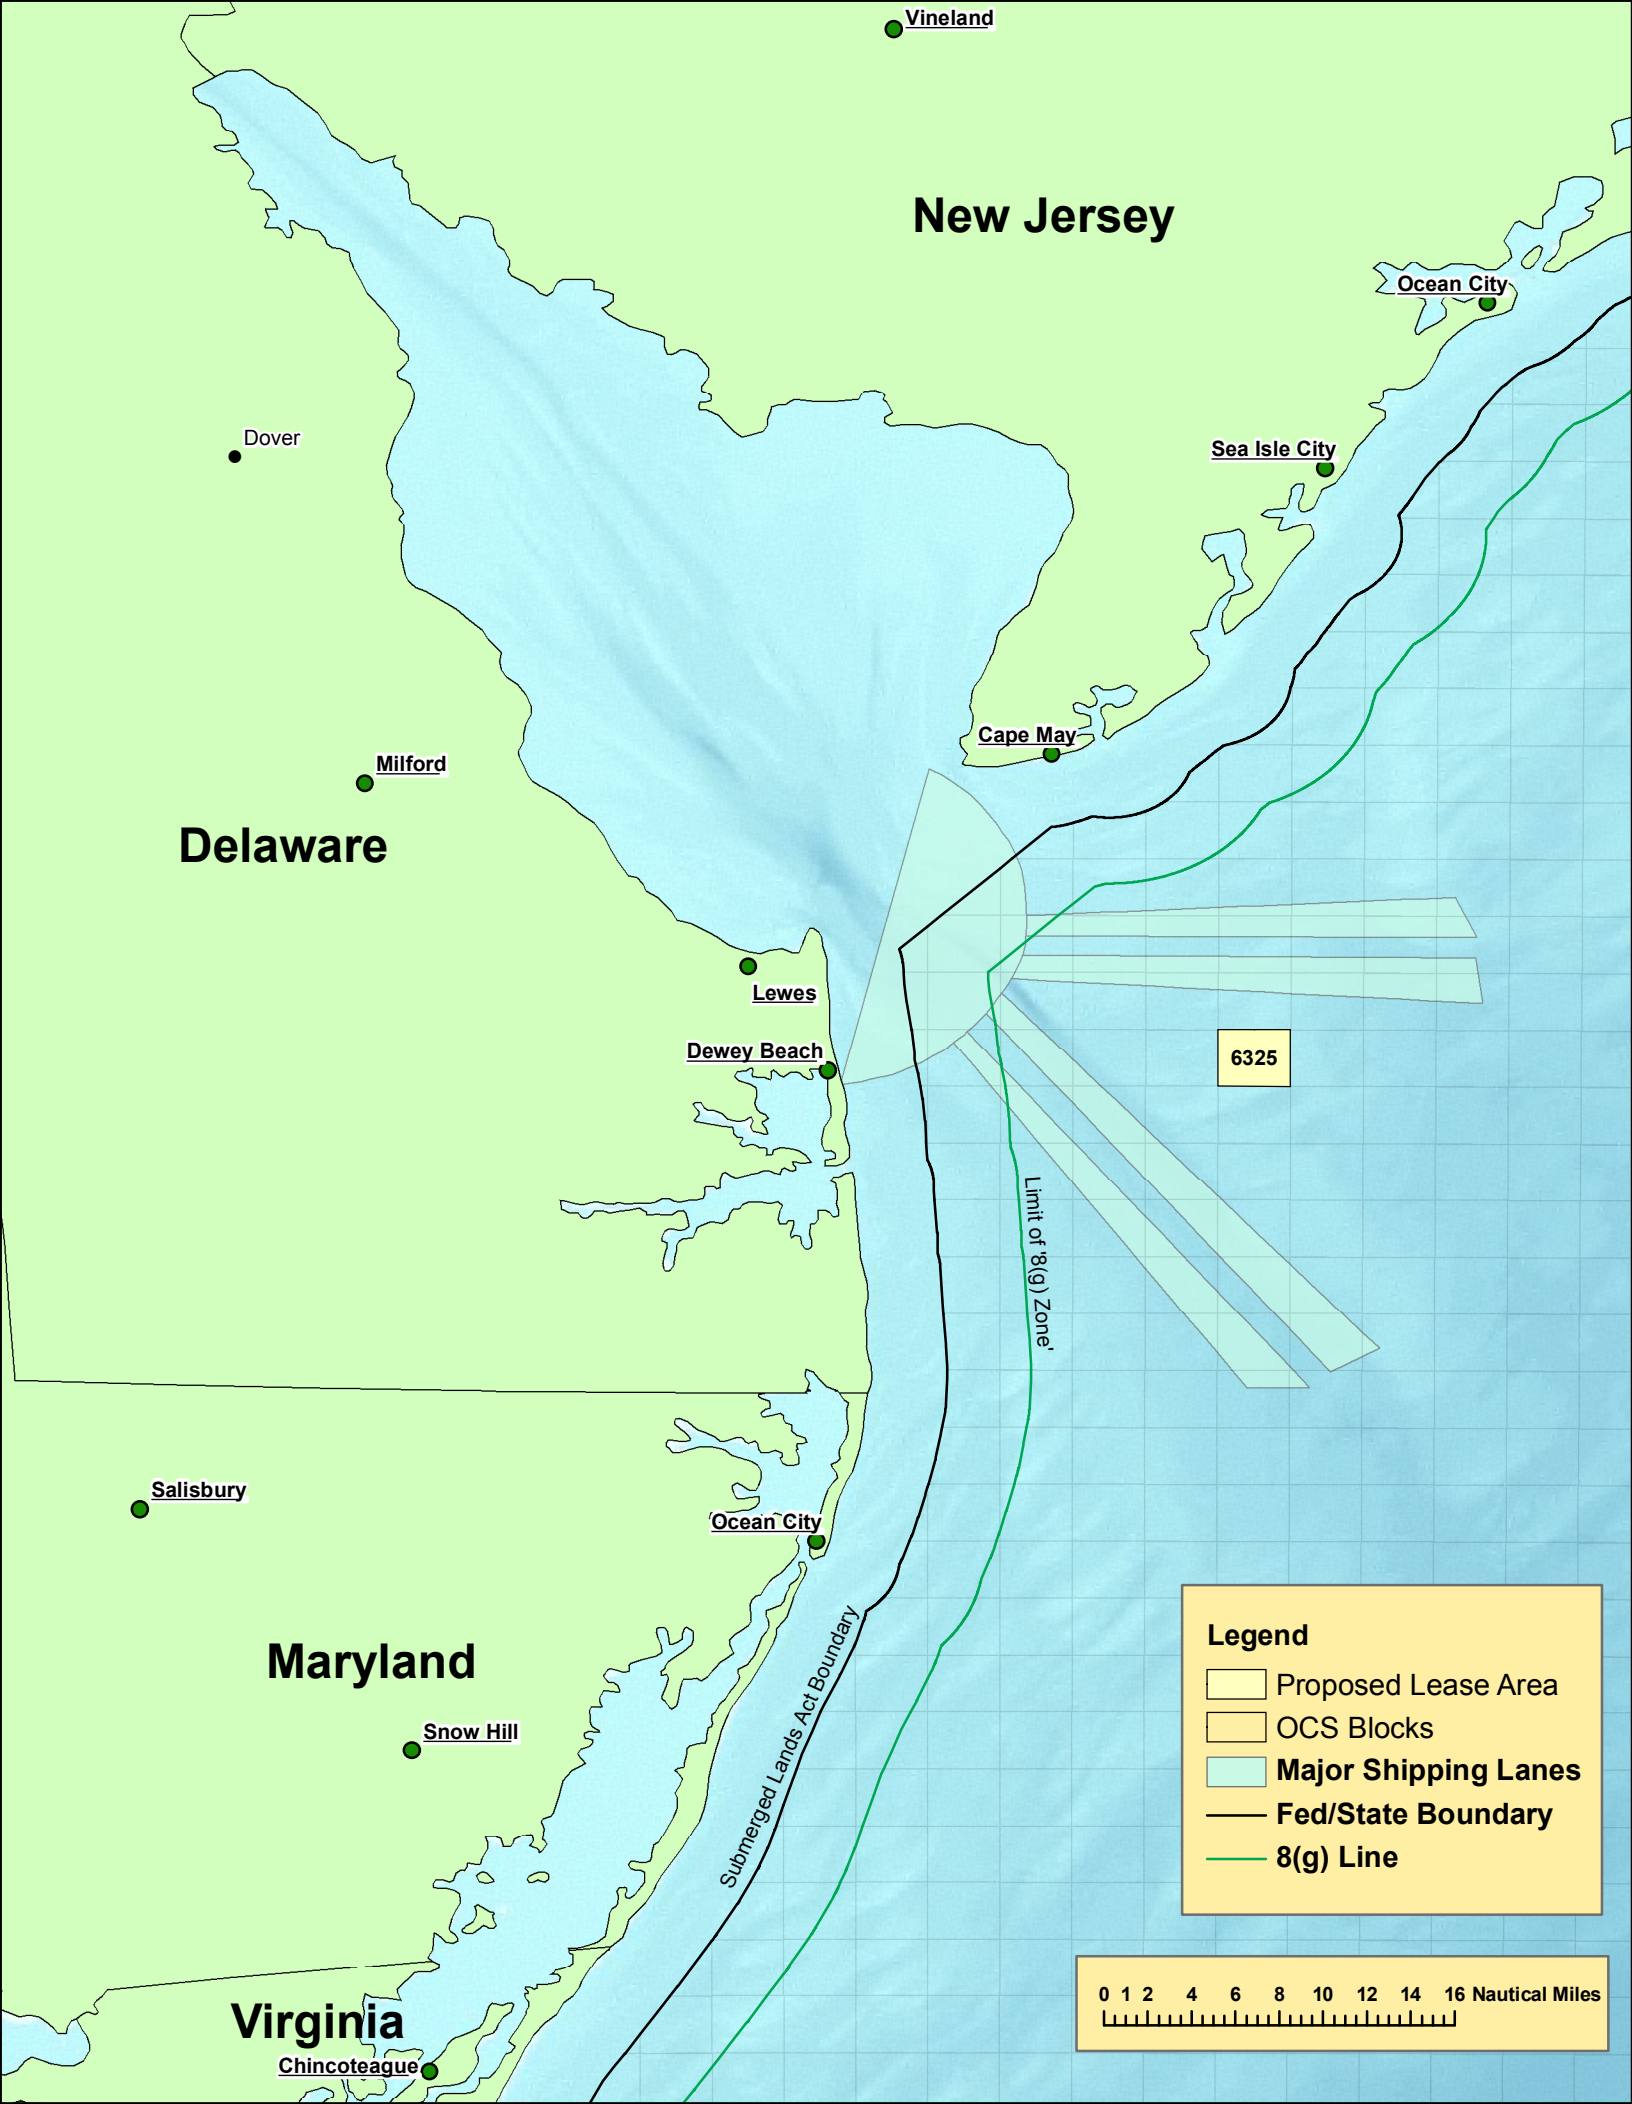 Vineland
New Jersey
Ocean City
Dover
Sea Isle City
Cape May
Milford
Delaware
Lewes
Dewey Beach
6325
Limit of '8(g) Zone'
Salisbury
Ocean City
Maryland
Submerged Lands Act Boundary
Snow Hill
Legend
Proposed Lease Area
OCS Blocks
Major Shipping Lanes
Fed/State Boundary
8(g) Line
0 1 2 4 6 8 10 12 14 16 Nautical Miles
Virginia
Chincoteague